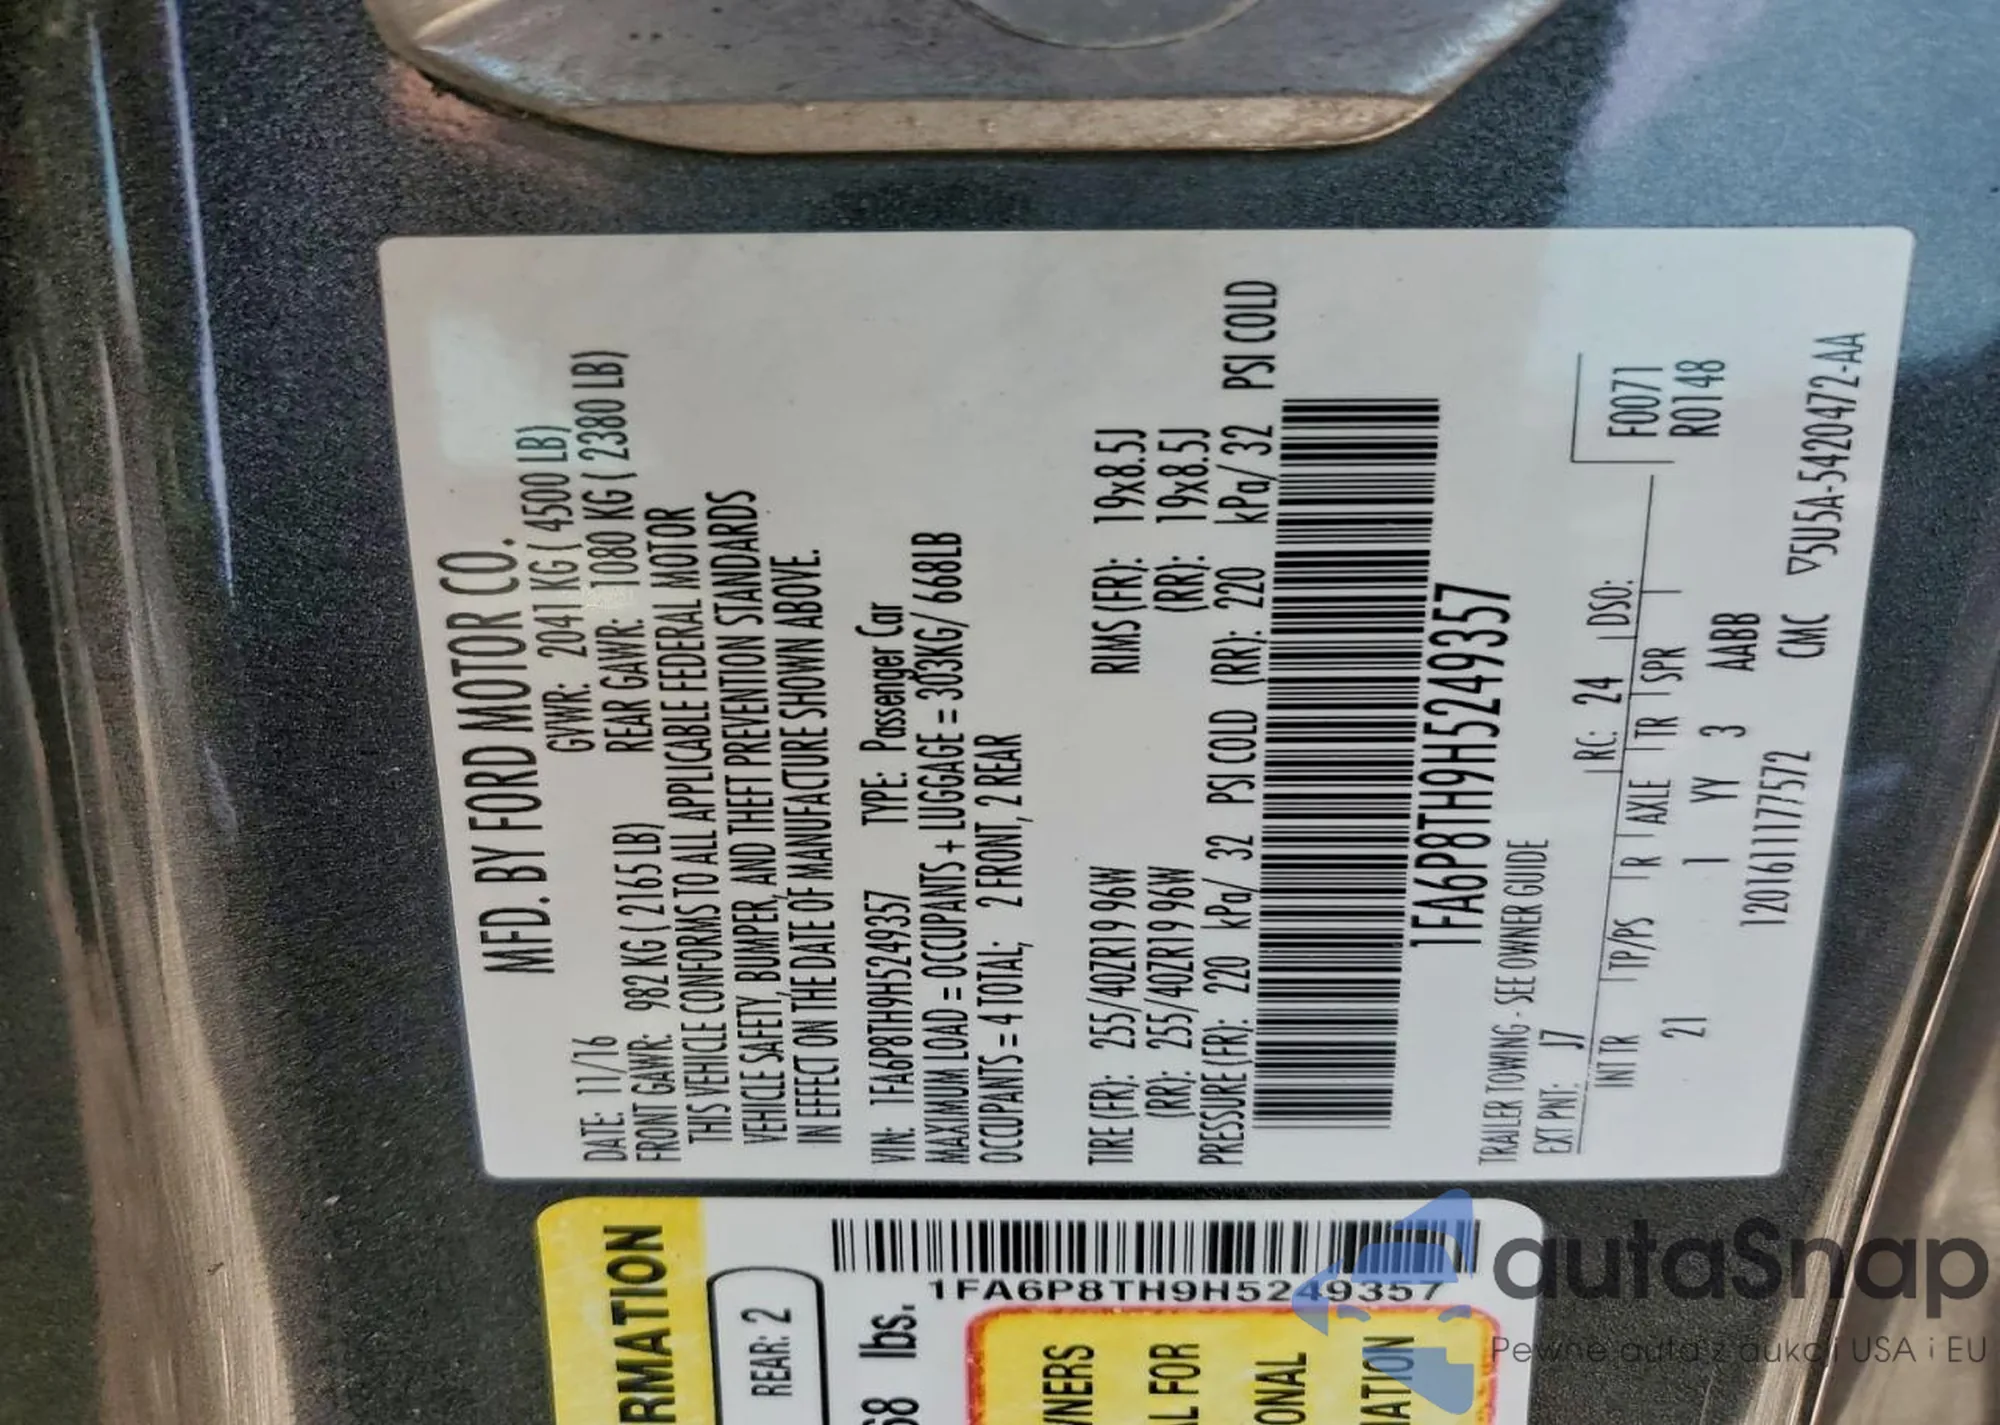 MFD. BY FORD MOTOR CO.
DATE: 11/16 GVWR: 2041 KG ( 4500 LB)
FRONT GAWR: 982 KG ( 2165 LB) REAR GAWR: 1080 KG ( 2380 LB)
THIS VEHICLE CONFORMS TO ALL APPLICABLE FEDERAL MOTOR
VEHICLE SAFETY, BUMPER, AND THEFT PREVENTION STANDARDS
IN EFFECT ON THE DATE OF MANUFACTURE SHOWN ABOVE.
VIN: 1FA6P8TH9H5249357 TYPE: Passenger Car
MAXIMUM LOAD = OCCUPANTS + LUGGAGE = 303KG/ 668LB
OCCUPANTS = 4 TOTAL; 2 FRONT, 2 REAR
TIRE (FR): 255/40ZR19 96W RIMS (FR): 19x8.5J
(RR): 255/40ZR19 96W (RR): 19x8.5J
PRESSURE (FR): 220 kPa/ 32 PSI COLD (RR): 220 kPa/ 32 PSI COLD
1FA6P8TH9H5249357
TRAILER TOWING - SEE OWNER GUIDE
EXT PNT: J7 RC: 24 DSO:
INT TR TP/PS R AXLE TR SPR F0071
21 1 YY 3 AABB R0148
1201611177572 CMC ▽5U5A-5420472-AA
RMATION
REAR: 2
68 lbs.
1FA6P8TH9H5249357
WNERS
L FOR
ONAL
MATION
autaSnap
Pewne auta z aukcji USA i EU